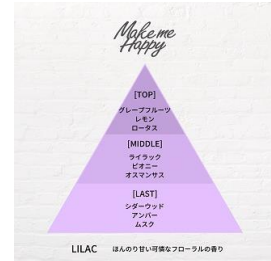 Make me
Happy
[TOP]
グレープフルーツ
レモン
ロータス
[MIDDLE]
ライラック
ピオニー
オスマンサス
[LAST]
シダーウッド
アンバー
ムスク
LILAC ほんのり甘い可憐なフローラルの香り